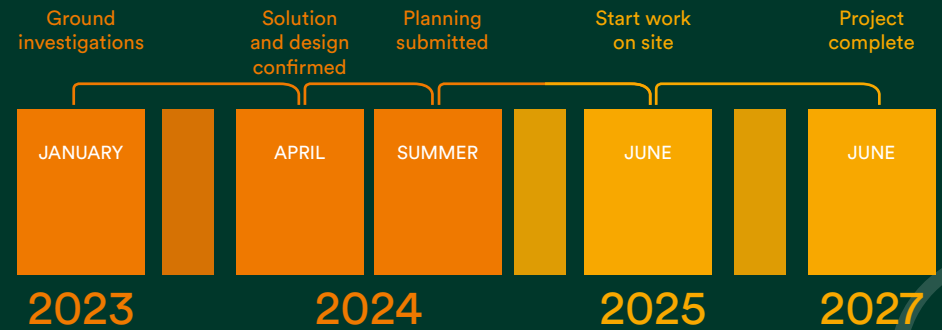 Ground
investigations
Solution
and design
confirmed
Planning
submitted
Start work
on site
Project
complete
JANUARY
APRIL
SUMMER
JUNE
JUNE
2023
2024
2025
2027